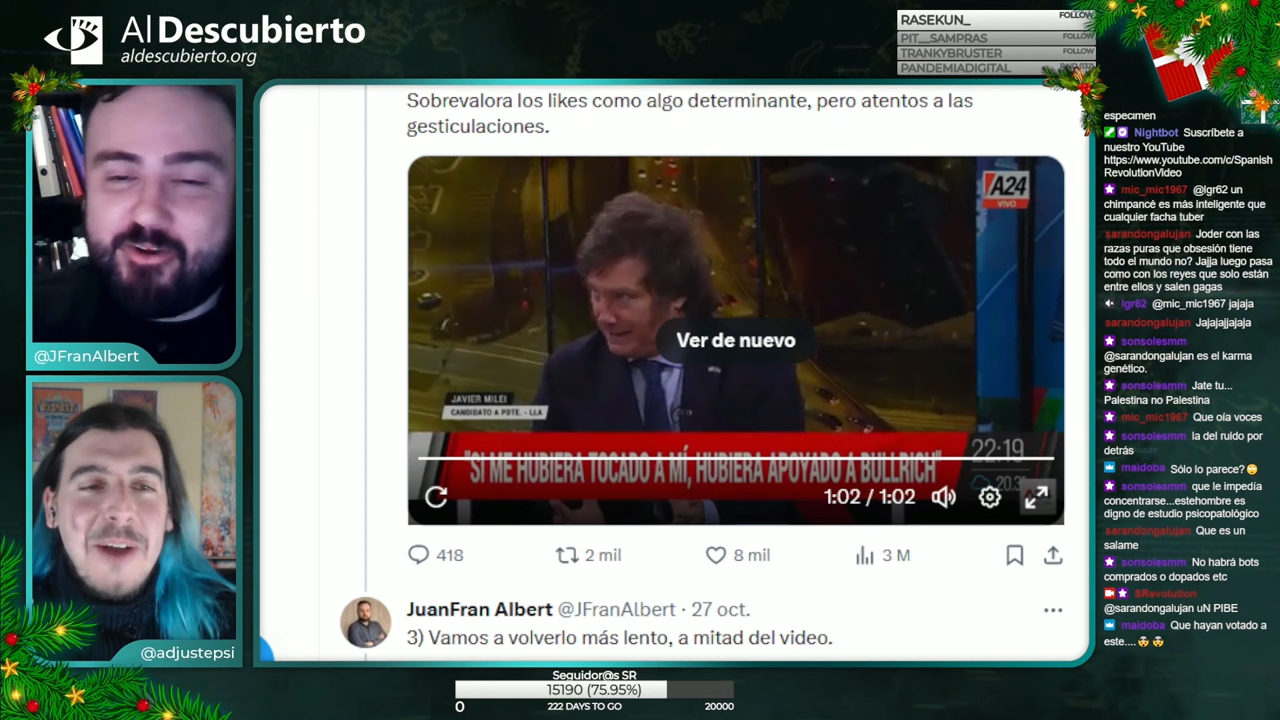 Al Descubierto
aldescubierto.org
RASEKUN_ FOLLOW
PIT__SAMPRAS FOLLOW
TRANKYBRUSTER FOLLOW
PANDEMIADIGITAL
@JFranAlbert
@adjustepsi
Sobrevalora los likes como algo determinante, pero atentos a las
gesticulaciones.
A24
VIVO
Ver de nuevo
JAVIER MILEI
CANDIDATO A PDTE. - LLA
"SI ME HUBIERA TOCADO A MÍ, HUBIERA APOYADO A BULLRICH"
22:19
20.3
1:02 / 1:02
418 2 mil 8 mil 3 M
JuanFran Albert @JFranAlbert · 27 oct.
3) Vamos a volverlo más lento, a mitad del video.
especimen
Nightbot Suscríbete a
nuestro YouTube
https://www.youtube.com/c/Spanish
RevolutionVideo
mic_mic1967 @lgr62 un
chimpancé es más inteligente que
cualquier facha tuber
sarandongalujan Joder con las
razas puras que obsesión tiene
todo el mundo no? Jajja luego pasa
como con los reyes que solo están
entre ellos y salen gagas
igr62 @mic_mic1967 jajaja
sarandongalujan Jajajajjajaja
sonsolesmm
@sarandongalujan es el karma
genético.
sonsolesmm Jate tu...
Palestina no Palestina
mic_mic1967 Que oía voces
sonsolesmm la del ruido por
detrás
maidoba Sólo lo parece?
sonsolesmm que le impedía
concentrarse...estehombre es
digno de estudio psicopatológico
sarandongalujan Que es un
salame
sonsolesmm No habrá bots
comprados o dopados etc
SRevolution
@sarandongalujan uN PIBE
maidoba Que hayan votado a
este....
Seguidor@s SR
15190 (75.95%)
0 222 DAYS TO GO 20000